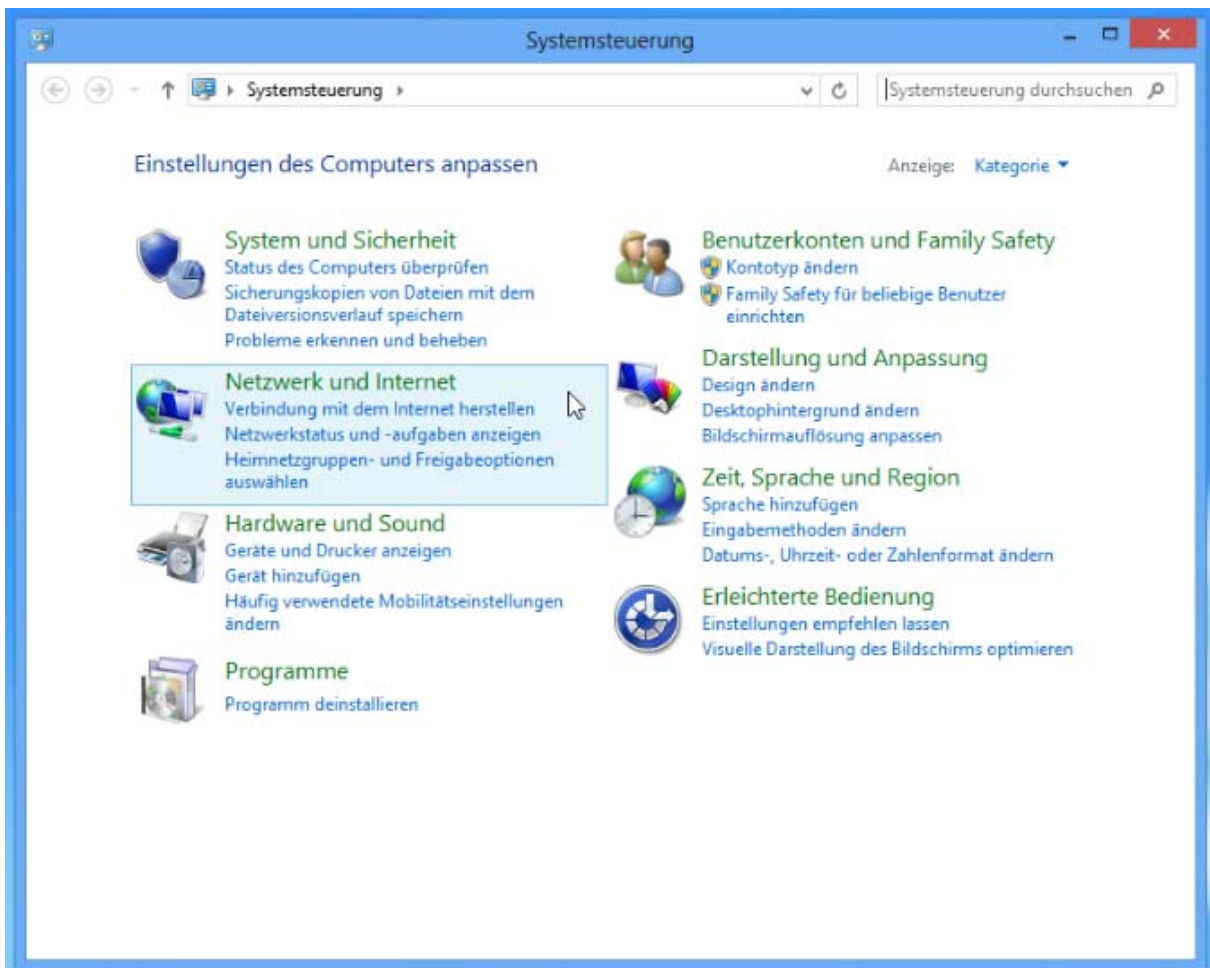 Systemsteuerung
Systemsteuerung
Systemsteuerung durchsuchen
Einstellungen des Computers anpassen
Anzeige: Kategorie
System und Sicherheit
Status des Computers überprüfen
Sicherungskopien von Dateien mit dem
Dateiversionsverlauf speichern
Probleme erkennen und beheben
Netzwerk und Internet
Verbindung mit dem Internet herstellen
Netzwerkstatus und -aufgaben anzeigen
Heimnetzgruppen- und Freigabeoptionen
auswählen
Hardware und Sound
Geräte und Drucker anzeigen
Gerät hinzufügen
Häufig verwendete Mobilitätseinstellungen
ändern
Programme
Programm deinstallieren
Benutzerkonten und Family Safety
Kontotyp ändern
Family Safety für beliebige Benutzer
einrichten
Darstellung und Anpassung
Design ändern
Desktophintergrund ändern
Bildschirmauflösung anpassen
Zeit, Sprache und Region
Sprache hinzufügen
Eingabemethoden ändern
Datums-, Uhrzeit- oder Zahlenformat ändern
Erleichterte Bedienung
Einstellungen empfehlen lassen
Visuelle Darstellung des Bildschirms optimieren